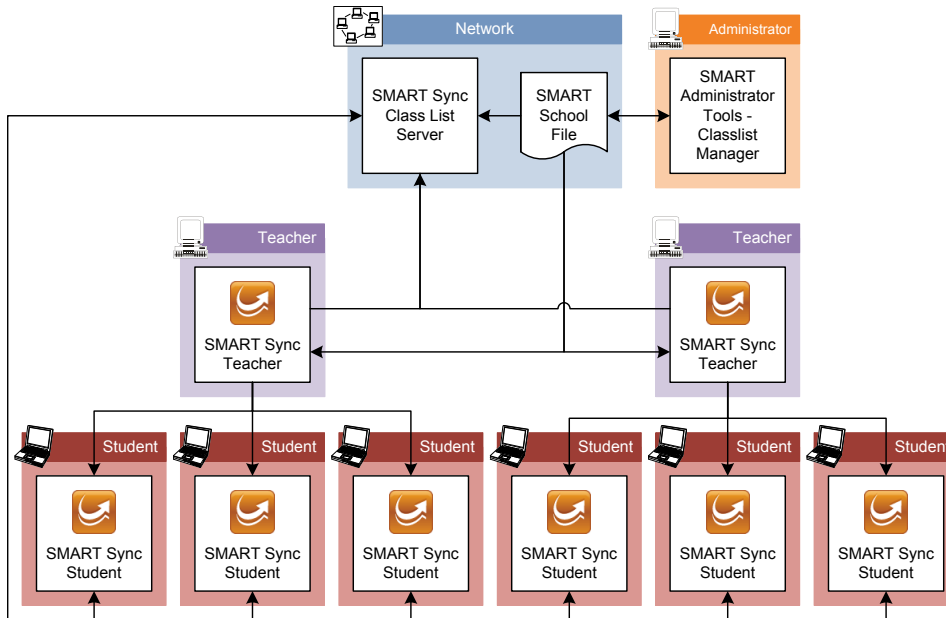 Network
Administrator
SMART Sync
Class List
Server
SMART
School
File
SMART
Administrator
Tools -
Classlist
Manager
Teacher
Teacher
SMART Sync
Teacher
SMART Sync
Teacher
Student
Student
Student
Student
Student
Student
SMART Sync
Student
SMART Sync
Student
SMART Sync
Student
SMART Sync
Student
SMART Sync
Student
SMART Sync
Student